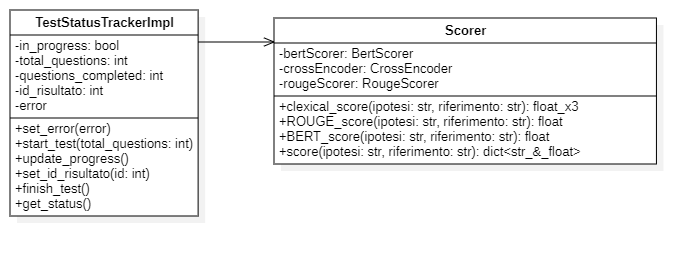 TestStatusTrackerImpl
-in_progress: bool
-total_questions: int
-questions_completed: int
-id_risultato: int
-error
+set_error(error)
+start_test(total_questions: int)
+update_progress()
+set_id_risultato(id: int)
+finish_test()
+get_status()
Scorer
-bertScorer: BertScorer
-crossEncoder: CrossEncoder
-rougeScorer: RougeScorer
+clexical_score(ipotesi: str, riferimento: str): float_x3
+ROUGE_score(ipotesi: str, riferimento: str): float
+BERT_score(ipotesi: str, riferimento: str): float
+score(ipotesi: str, riferimento: str): dict<str_&_float>